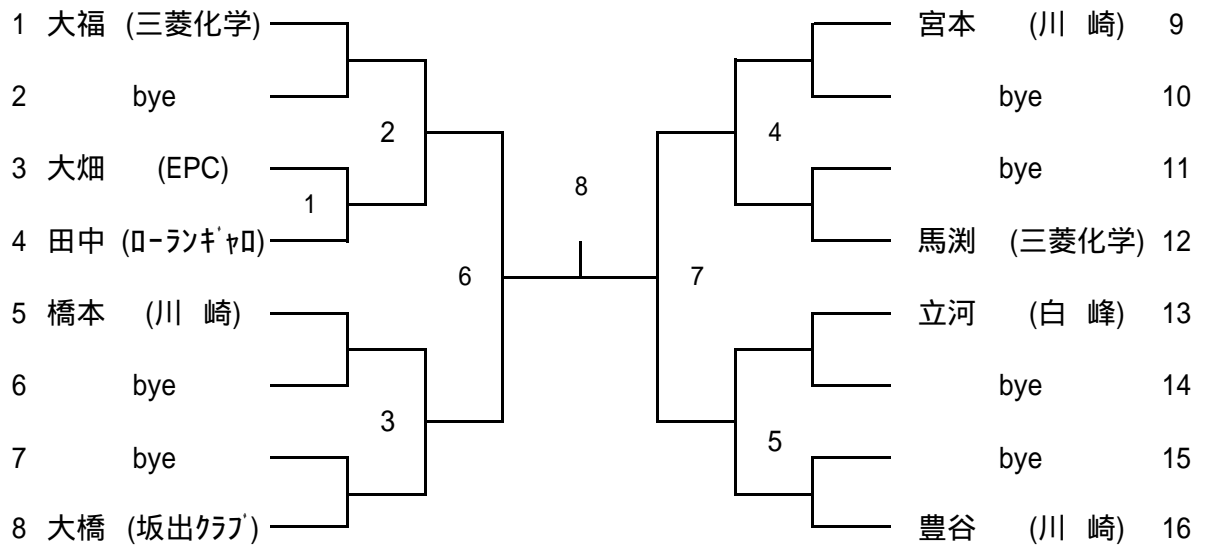 1 大福 (三菱化学)
2 bye
3 大畑 (EPC)
4 田中 (ﾛｰﾗﾝｷﾞｬﾛ)
5 橋本 (川 崎)
6 bye
7 bye
8 大橋 (坂出ｸﾗﾌﾞ)
2
1
3
6
8
7
4
5
宮本 (川 崎) 9
bye 10
bye 11
馬渕 (三菱化学) 12
立河 (白 峰) 13
bye 14
bye 15
豊谷 (川 崎) 16